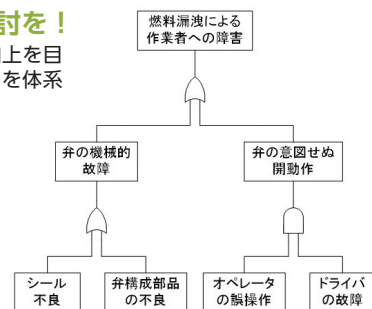 討を！
向上を目
を体系
燃料漏洩による
作業者への障害
弁の機械的
故障
弁の意図せぬ
開動作
シール
不良
弁構成部品
の不良
オペレータ
の誤操作
ドライバ
の故障